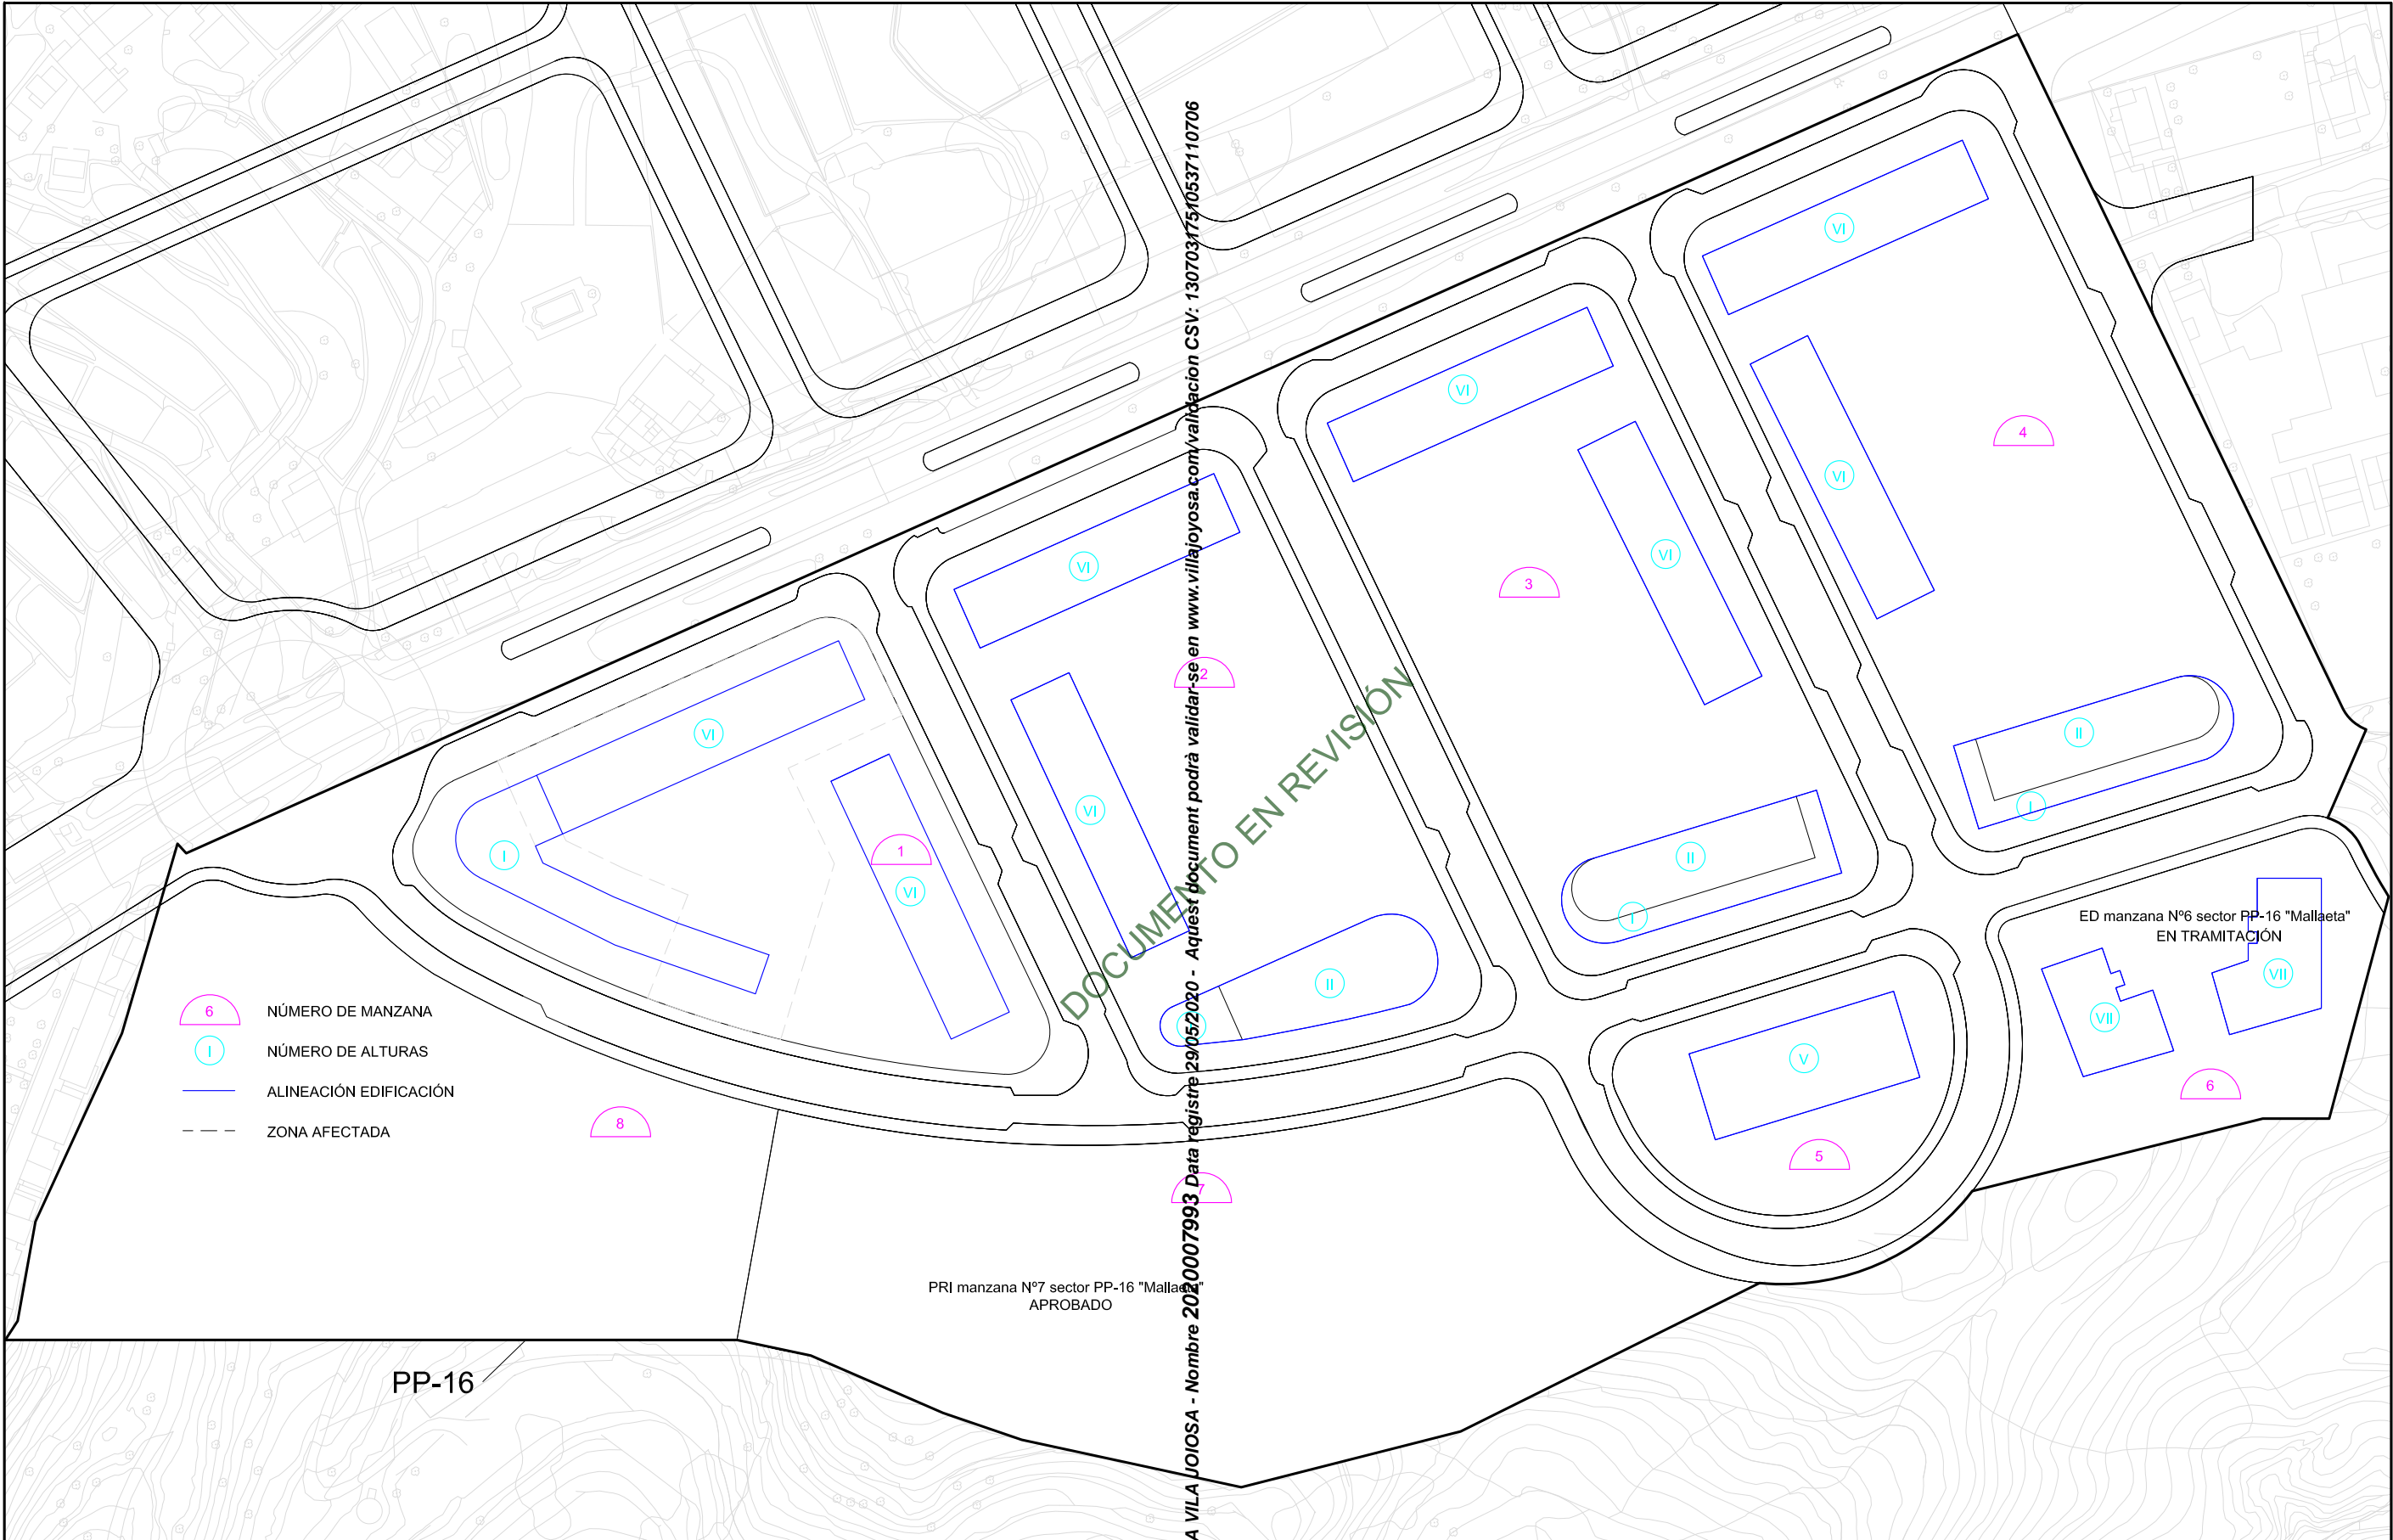 VI
4
VI
VI
VI
VI
3
VI
2
VI
II
I
VI
I
1
VI
VI
II
I
II
ED manzana Nº6 sector PP-16 "Mallaeta"
EN TRAMITACIÓN
VII
VII
V
6
5
6 NÚMERO DE MANZANA
I NÚMERO DE ALTURAS
ALINEACIÓN EDIFICACIÓN
ZONA AFECTADA
8
7
PRI manzana Nº7 sector PP-16 "Mallaeta"
APROBADO
PP-16
DOCUMENTO EN REVISIÓN
A VILA JOIOSA - Nombre 2020007993 Data registre 29/05/2020 - Aquest document podrà validar-se en www.villajoyosa.com/validacion CSV: 13070317510537110706